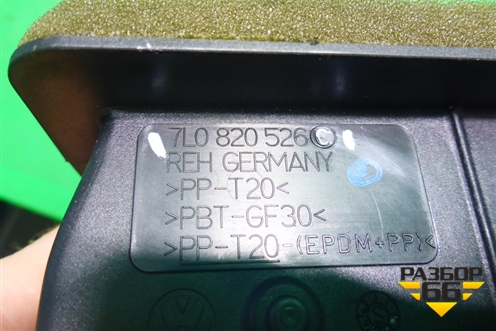 7L0 820 526 C
REH GERMANY
>PP-T20<
>PBT-GF30<
>PP-T20-(EPDM+PP)<
РАЗБОР
66